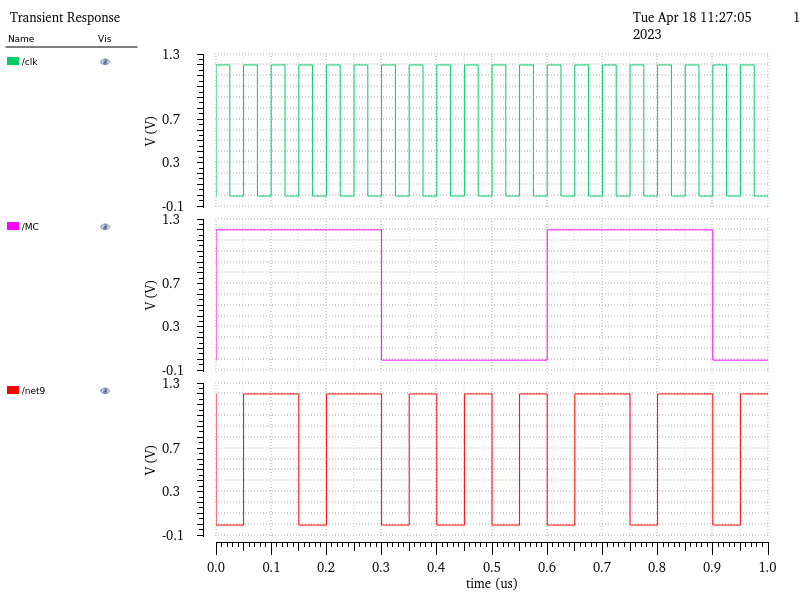 Transient Response
Tue Apr 18 11:27:05 1
2023
Name Vis
/clk
1.3
0.7
0.3
-0.1
V (V)
/MC
1.3
0.7
0.3
-0.1
V (V)
/net9
1.3
0.7
0.3
-0.1
V (V)
0.0 0.1 0.2 0.3 0.4 0.5 0.6 0.7 0.8 0.9 1.0
time (us)